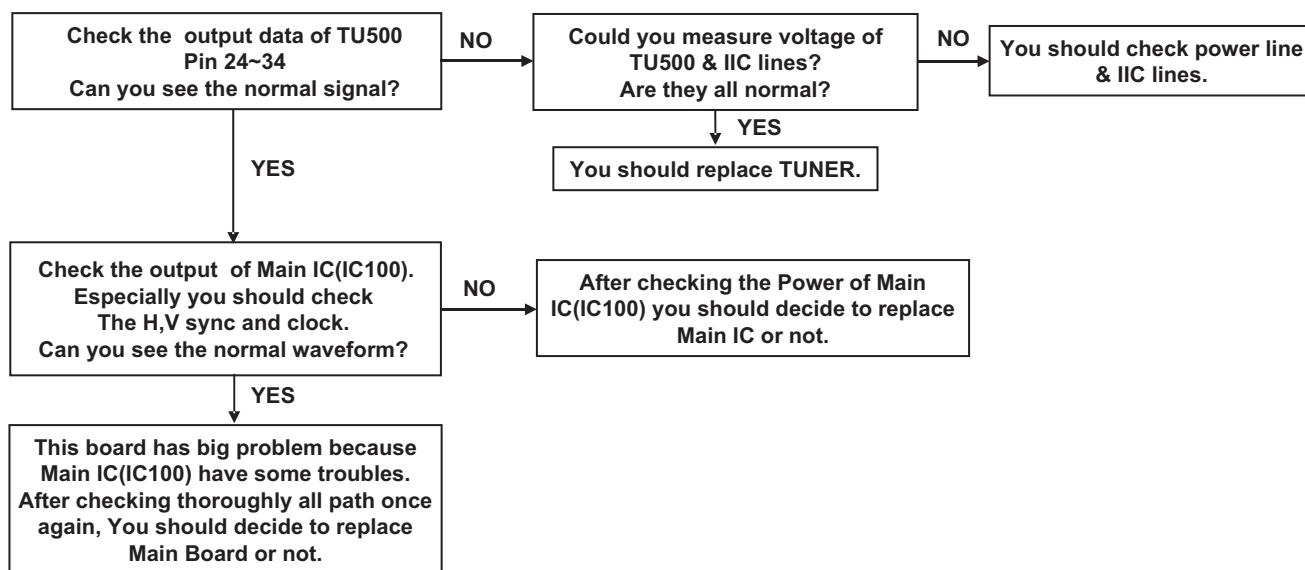 Check the output data of TU500
Pin 24~34
Can you see the normal signal?
NO
Could you measure voltage of
TU500 & IIC lines?
Are they all normal?
NO
You should check power line
& IIC lines.
YES
You should replace TUNER.
YES
Check the output of Main IC(IC100).
Especially you should check
The H,V sync and clock.
Can you see the normal waveform?
NO
After checking the Power of Main
IC(IC100) you should decide to replace
Main IC or not.
YES
This board has big problem because
Main IC(IC100) have some troubles.
After checking thoroughly all path once
again, You should decide to replace
Main Board or not.